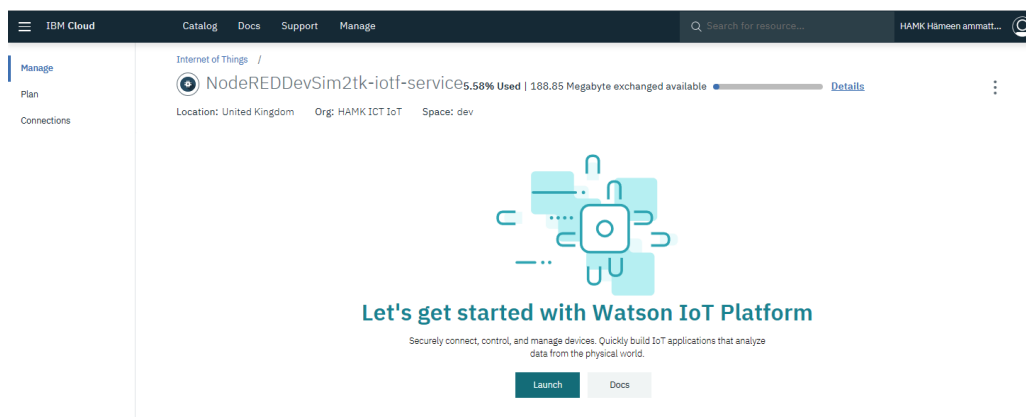 IBM Cloud Catalog Docs Support Manage Search for resource... HAMK Hämeen ammatt...
Manage
Plan
Connections
Internet of Things /
NodeREDDevSim2tk-iotf-service 5.58% Used | 188.85 Megabyte exchanged available Details
Location: United Kingdom Org: HAMK ICT IoT Space: dev
Let's get started with Watson IoT Platform
Securely connect, control, and manage devices. Quickly build IoT applications that analyze
data from the physical world.
Launch Docs